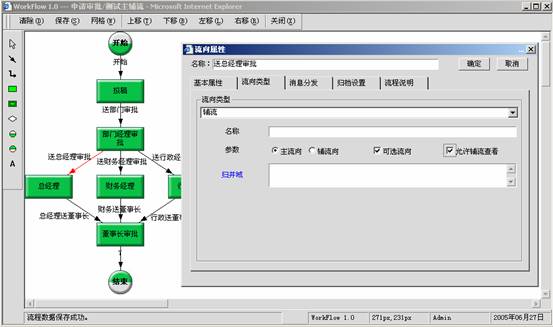 WorkFlow 1.0 --- 申请审批/测试主辅流 - Microsoft Internet Explorer
清除(D) 保存(S) 网格(W) 上移(T) 下移(B) 左移(L) 右移(R) 关闭(X)
开始
开始
拟稿
送部门审批
部门经理审批
送总经理审批 送财务经理审批 送行政经
总经理 财务经理 行
总经理送董事长 财务送董事长 行政送董事长
董事长审批
结束
A
流向属性
名称: 送总经理审批 确定 取消
基本属性 流向类型 消息分发 归档设置 流程说明
流向类型
辅流
名称
参数 主流向 辅流向 可选流向 允许辅流查看
归并域
流程数据保存成功。 WorkFlow 1.0 271px,231px Admin 2005年06月27日